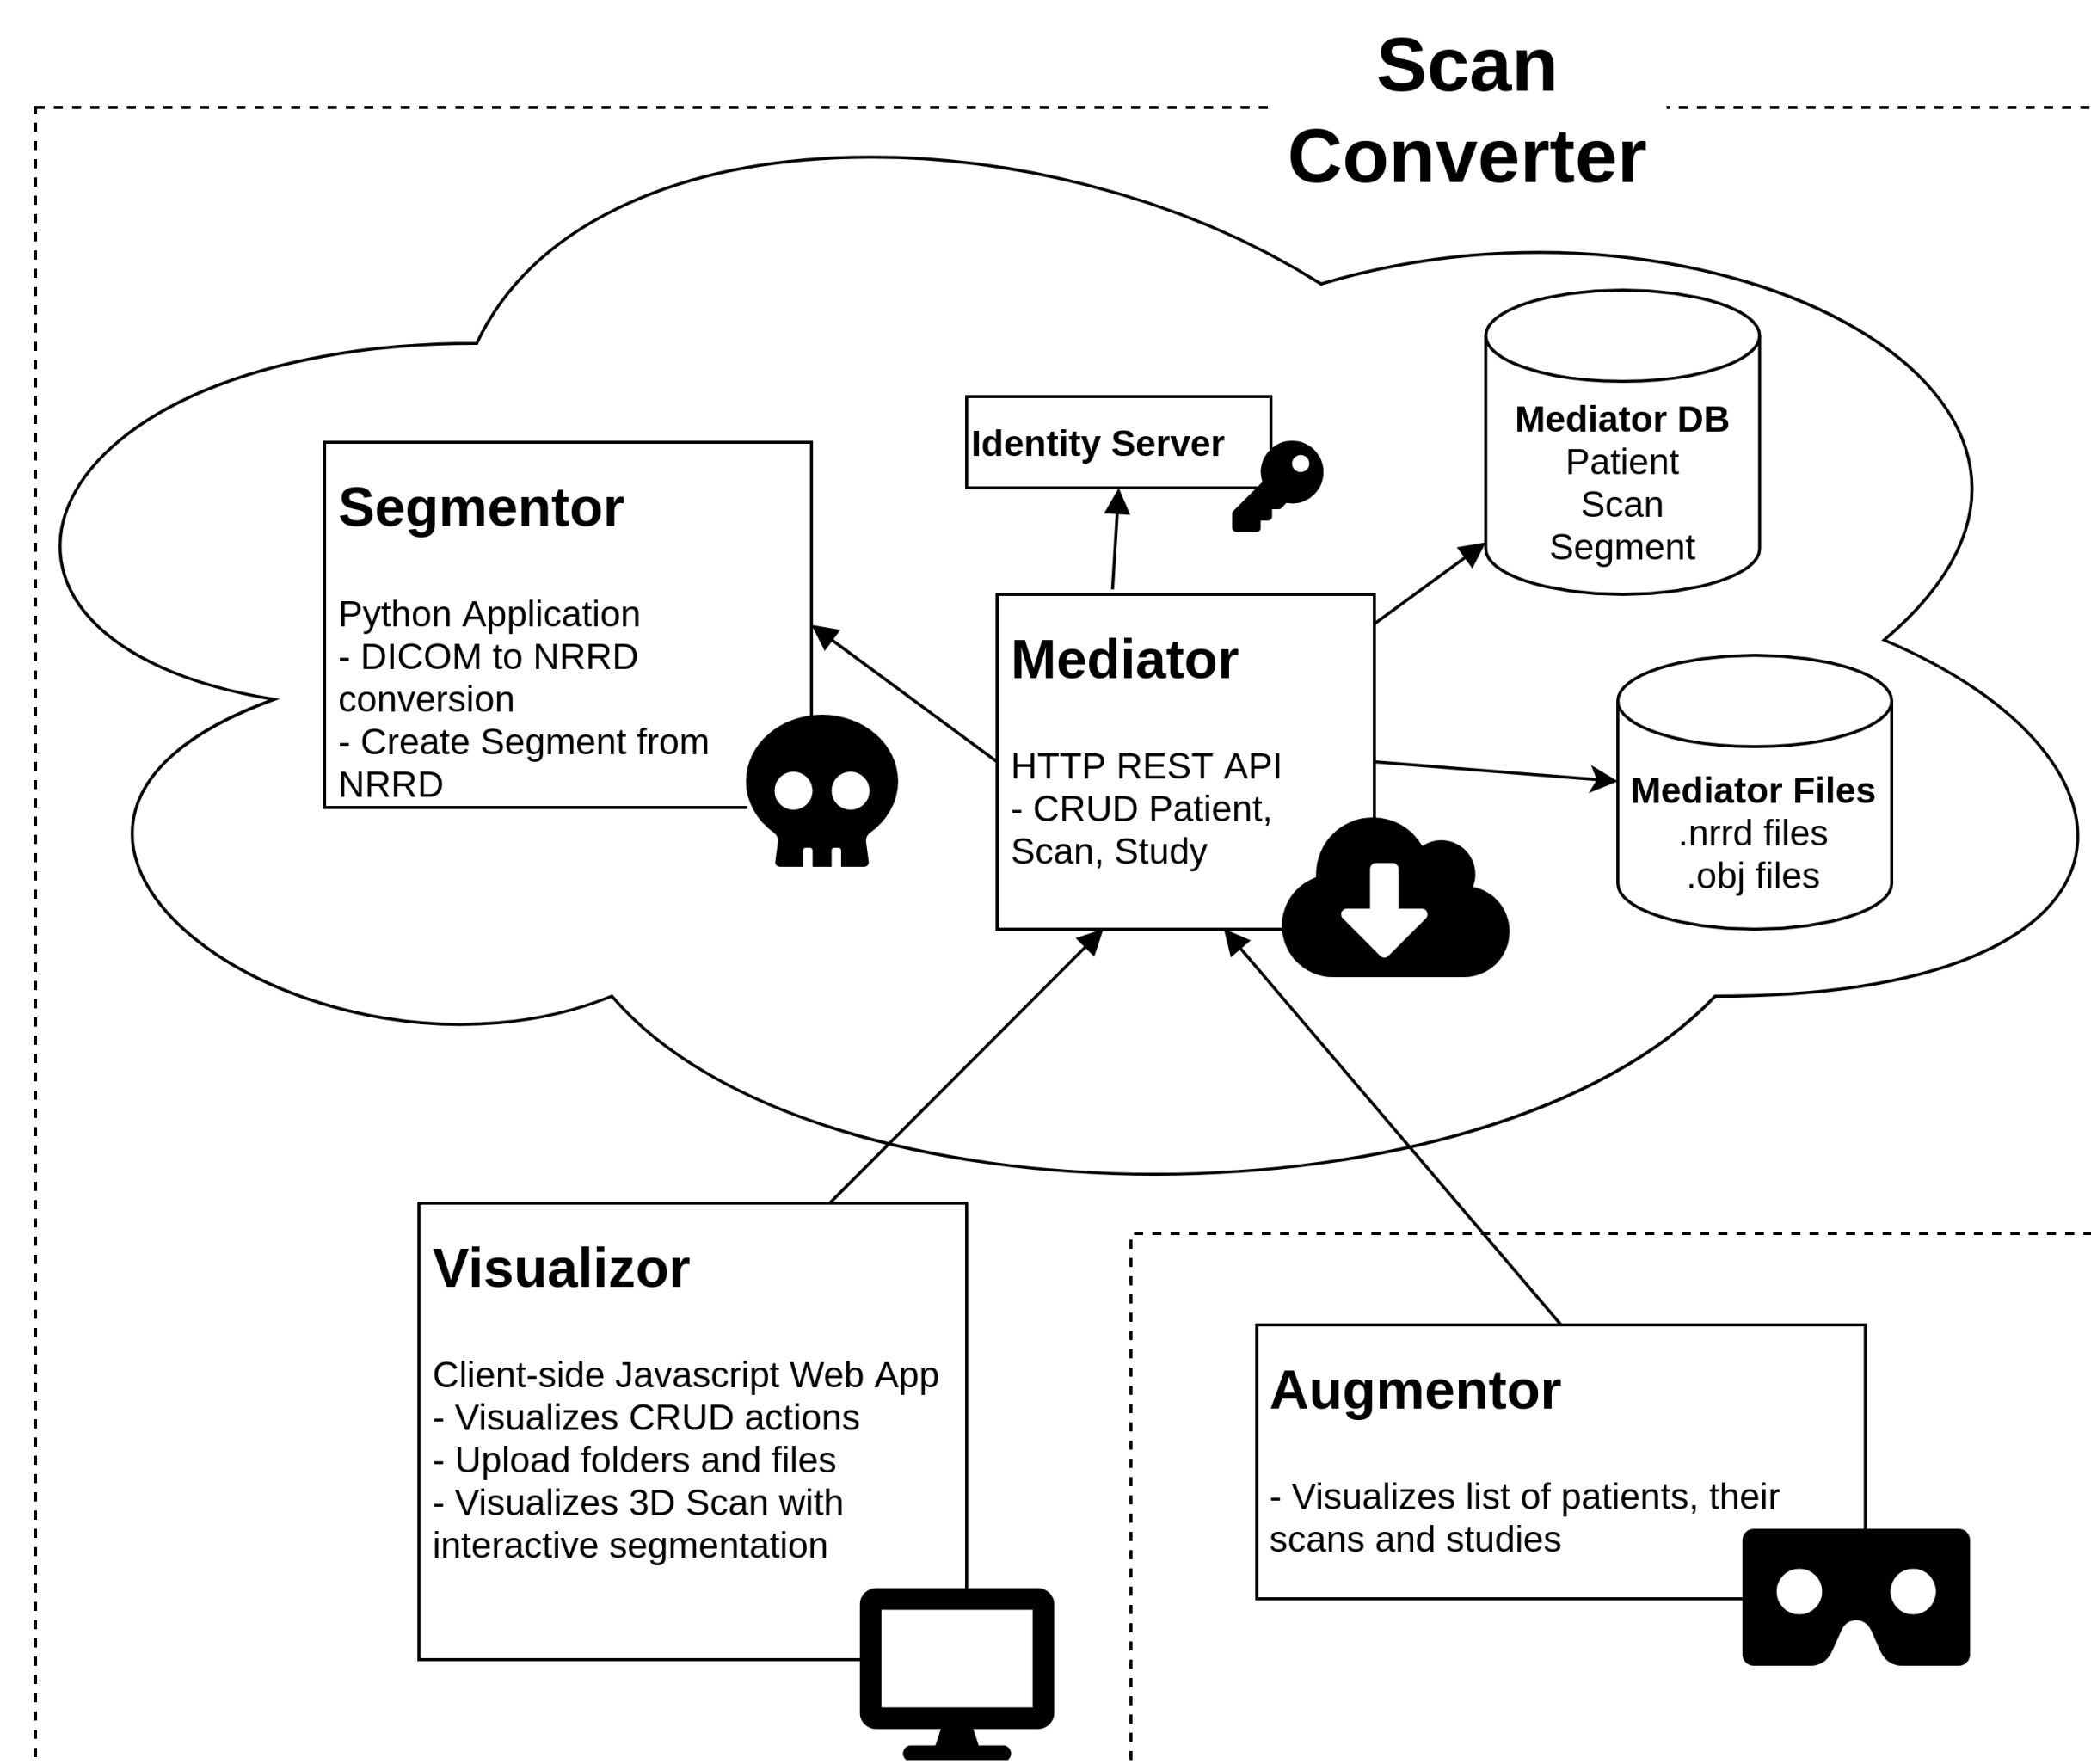 Scan
Converter
Identity Server
Mediator DB
Patient
Scan
Segment
Segmentor
Python Application
- DICOM to NRRD
conversion
- Create Segment from
NRRD
Mediator
HTTP REST API
- CRUD Patient,
Scan, Study
Mediator Files
.nrrd files
.obj files
Visualizor
Client-side Javascript Web App
- Visualizes CRUD actions
- Upload folders and files
- Visualizes 3D Scan with
interactive segmentation
Augmentor
- Visualizes list of patients, their
scans and studies